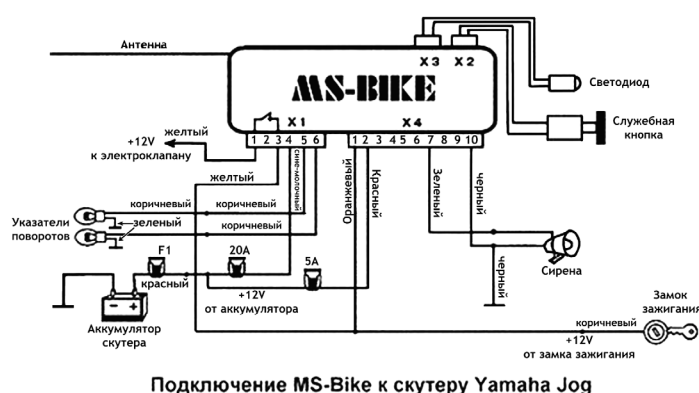 Антенна
X3 X2
MS-BIKE
Светодиод
Служебная
кнопка
X1
X4
1 2 3 4 5 6
1 2 3 4 5 6 7 8 9 10
желтый
+12V
к электроклапану
желтый
сине-молочный
Оранжевый
Красный
Зеленый
черный
коричневый
коричневый
Указатели
поворотов
зеленый
коричневый
коричневый
F1
20А
5А
красный
+12V
от аккумулятора
- +
Аккумулятор
скутера
Сирена
черный
Замок
зажигания
коричневый
+12V
от замка зажигания
Подключение MS-Bike к скутеру Yamaha Jog